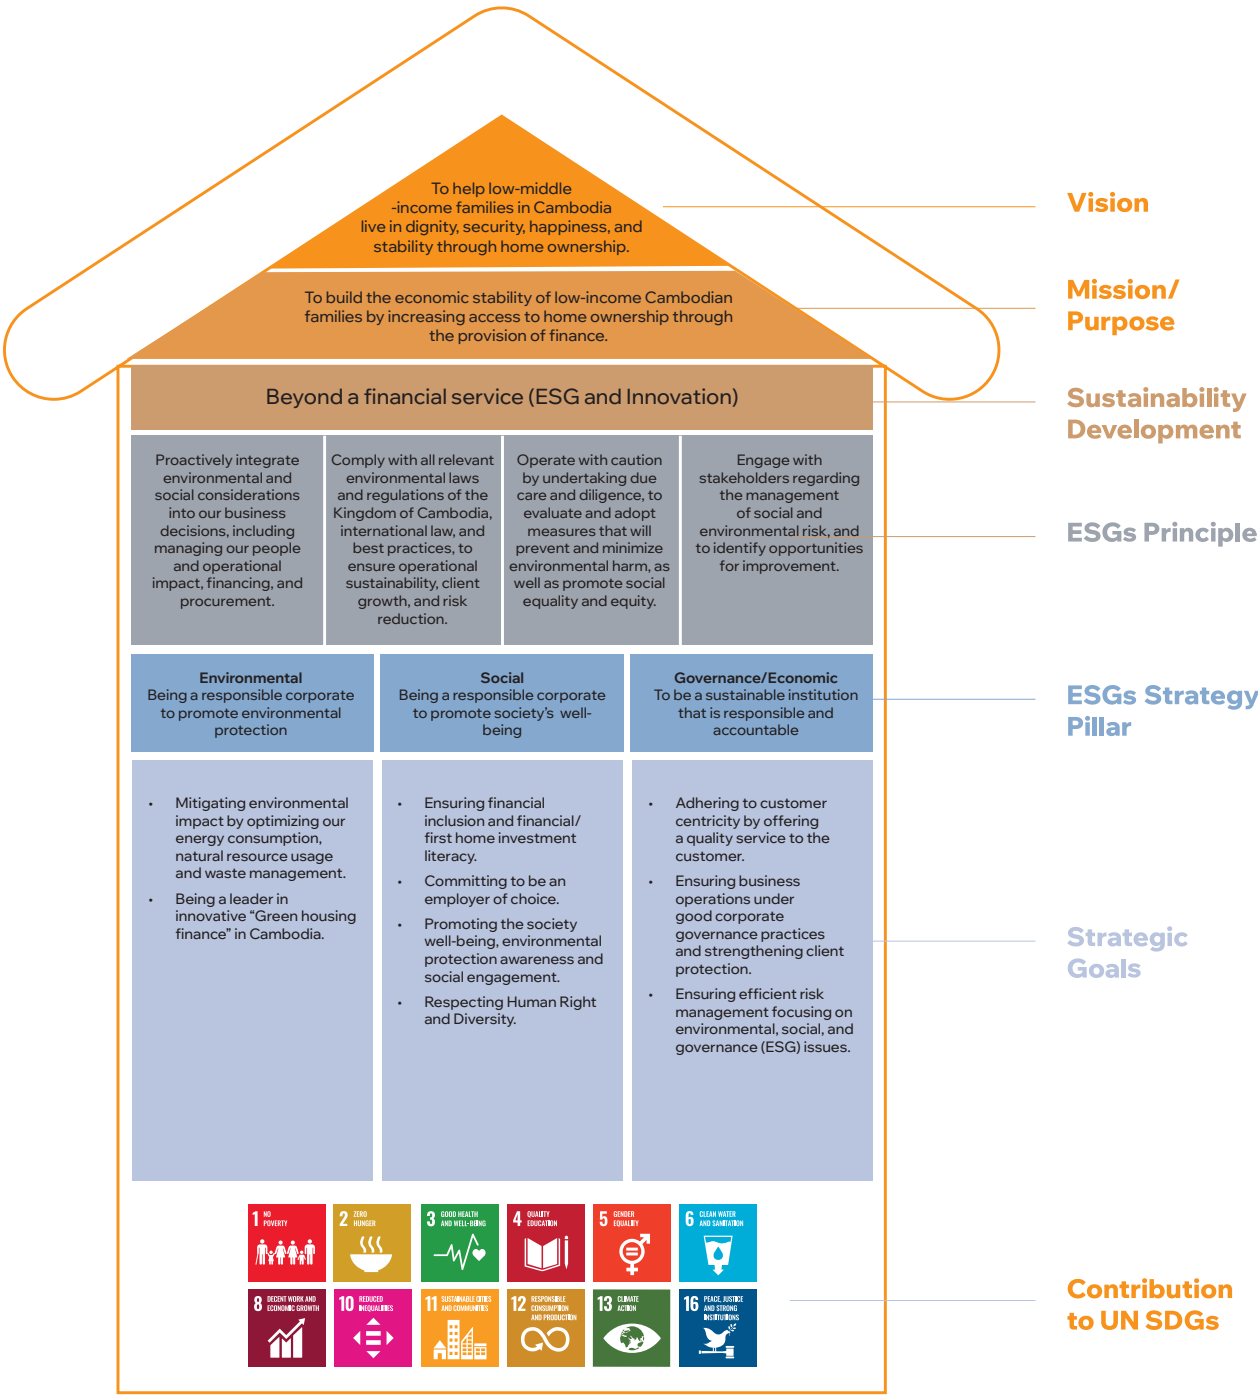 To help low-middle
-income families in Cambodia
live in dignity, security, happiness, and
stability through home ownership.
Vision
To build the economic stability of low-income Cambodian
families by increasing access to home ownership through
the provision of finance.
Mission/
Purpose
Beyond a financial service (ESG and Innovation)
Sustainability
Development
Proactively integrate
environmental and
social considerations
into our business
decisions, including
managing our people
and operational
impact, financing, and
procurement.
Comply with all relevant
environmental laws
and regulations of the
Kingdom of Cambodia,
international law, and
best practices, to
ensure operational
sustainability, client
growth, and risk
reduction.
Operate with caution
by undertaking due
care and diligence, to
evaluate and adopt
measures that will
prevent and minimize
environmental harm, as
well as promote social
equality and equity.
Engage with
stakeholders regarding
the management
of social and
environmental risk, and
to identify opportunities
for improvement.
ESGs Principle
Environmental
Being a responsible corporate
to promote environmental
protection
Social
Being a responsible corporate
to promote society's well-
being
Governance/Economic
To be a sustainable institution
that is responsible and
accountable
ESGs Strategy
Pillar
• Mitigating environmental
impact by optimizing our
energy consumption,
natural resource usage
and waste management.
• Being a leader in
innovative “Green housing
finance” in Cambodia.
• Ensuring financial
inclusion and financial/
first home investment
literacy.
• Committing to be an
employer of choice.
• Promoting the society
well-being, environmental
protection awareness and
social engagement.
• Respecting Human Right
and Diversity.
• Adhering to customer
centricity by offering
a quality service to the
customer.
• Ensuring business
operations under
good corporate
governance practices
and strengthening client
protection.
• Ensuring efficient risk
management focusing on
environmental, social, and
governance (ESG) issues.
Strategic
Goals
1 NO
POVERTY
2 ZERO
HUNGER
3 GOOD HEALTH
AND WELL-BEING
4 QUALITY
EDUCATION
5 GENDER
EQUALITY
6 CLEAN WATER
AND SANITATION
8 DECENT WORK AND
ECONOMIC GROWTH
10 REDUCED
INEQUALITIES
11 SUSTAINABLE CITIES
AND COMMUNITIES
12 RESPONSIBLE
CONSUMPTION
AND PRODUCTION
13 CLIMATE
ACTION
16 PEACE, JUSTICE
AND STRONG
INSTITUTIONS
Contribution
to UN SDGs